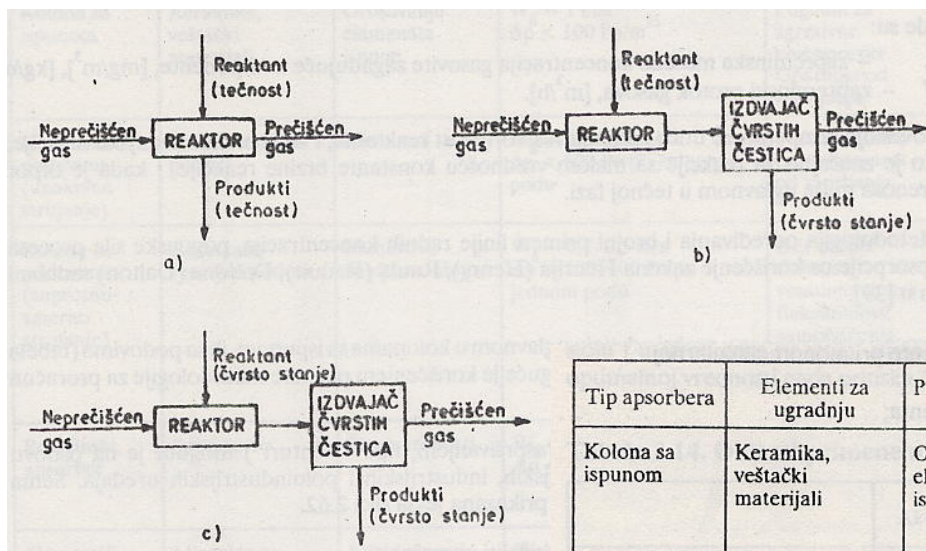 Reaktant
(tečnost)
Neprečišćen
gas
REAKTOR
Prečišćen
gas
Produkti
(tečnost)
a)
Reaktant
(tečnost)
Neprečišćen
gas
REAKTOR
IZDVAJAČ
ČVRSTIH
ČESTICA
Prečišćen
gas
Produkti
(čvrsto stanje)
b)
Reaktant
(čvrsto stanje)
Neprečišćen
gas
REAKTOR
IZDVAJAČ
ČVRSTIH
ČESTICA
Prečišćen
gas
Produkti
(čvrsto stanje)
c)
Tip apsorbera
Elementi za
ugradnju
P
Kolona sa
ispunom
Keramika,
veštački
materijali
O
el
is